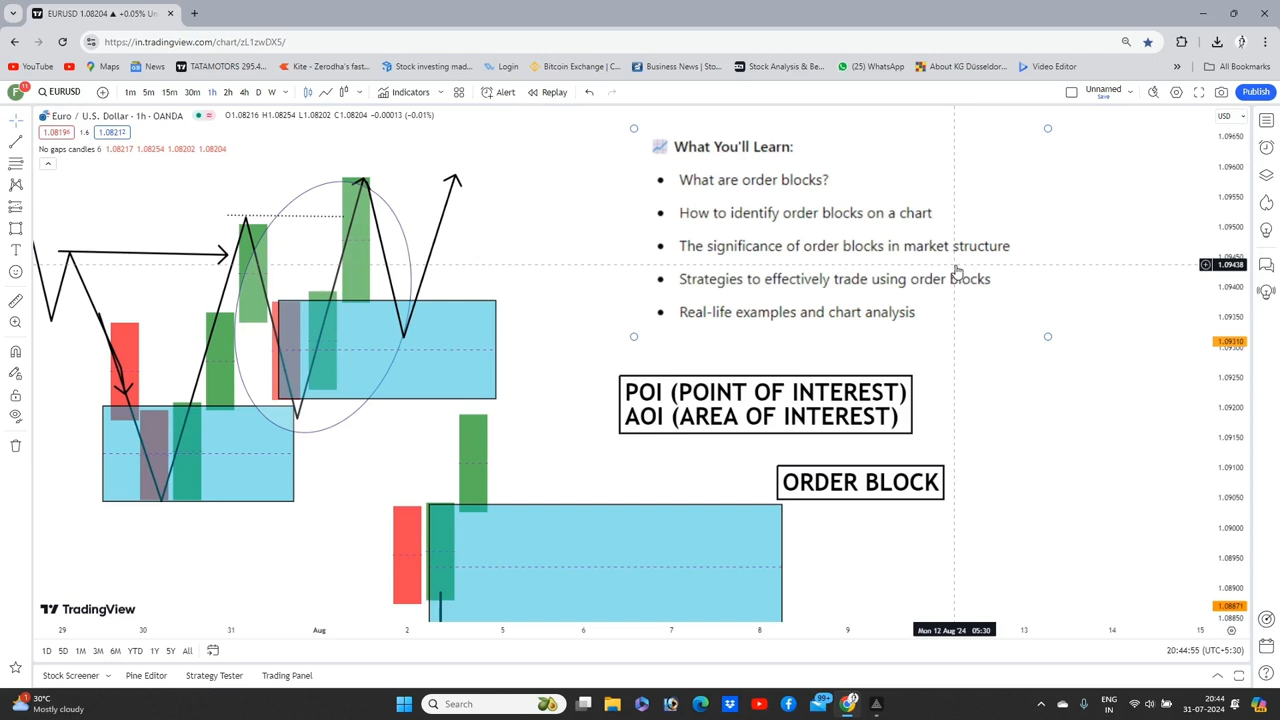 EURUSD 1.08204 ▲ +0.05% Un
https://in.tradingview.com/chart/zL1zwDX5/
YouTube
Maps
News
TATAMOTORS 295.4...
Kite - Zerodha's fast...
Stock investing mad...
Login
Bitcoin Exchange | C...
Business News | Sto...
Stock Analysis & Be...
(25) WhatsApp
About KG Düsseldor...
Video Editor
All Bookmarks
F 11 EURUSD 1m 5m 15m 30m 1h 2h 4h D W Indicators Alert Replay Unnamed Save Publish
Euro / U.S. Dollar · 1h · OANDA O1.08216 H1.08254 L1.08202 C1.08204 −0.00013 (−0.01%)
USD
1.08196 1.6 1.08212
No gaps candles 6 1.08217 1.08254 1.08202 1.08204
What You'll Learn:
• What are order blocks?
• How to identify order blocks on a chart
• The significance of order blocks in market structure
• Strategies to effectively trade using order blocks
• Real-life examples and chart analysis
POI (POINT OF INTEREST)
AOI (AREA OF INTEREST)
ORDER BLOCK
1.09650
1.09600
1.09550
1.09500
1.09438
1.09400
1.09350
1.09310
1.09250
1.09200
1.09150
1.09100
1.09050
1.09000
1.08950
1.08900
1.08871
1.08850
TradingView
29 30 31 Aug 2 5 6 7 8 9 Mon 12 Aug '24 05:30 13 14 15
1D 5D 1M 3M 6M YTD 1Y 5Y All 20:44:55 (UTC+5:30)
Stock Screener Pine Editor Strategy Tester Trading Panel
30°C
Mostly cloudy
Search
99+
ENG
IN
20:44
31-07-2024